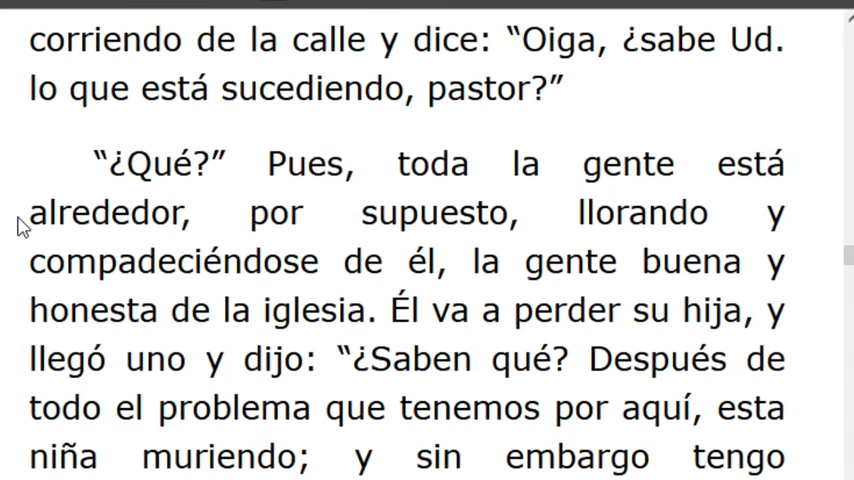 corriendo de la calle y dice: “Oiga, ¿sabe Ud.
lo que está sucediendo, pastor?”
“¿Qué?” Pues, toda la gente está
alrededor, por supuesto, llorando y
compadeciéndose de él, la gente buena y
honesta de la iglesia. Él va a perder su hija, y
llegó uno y dijo: “¿Saben qué? Después de
todo el problema que tenemos por aquí, esta
niña muriendo; y sin embargo tengo